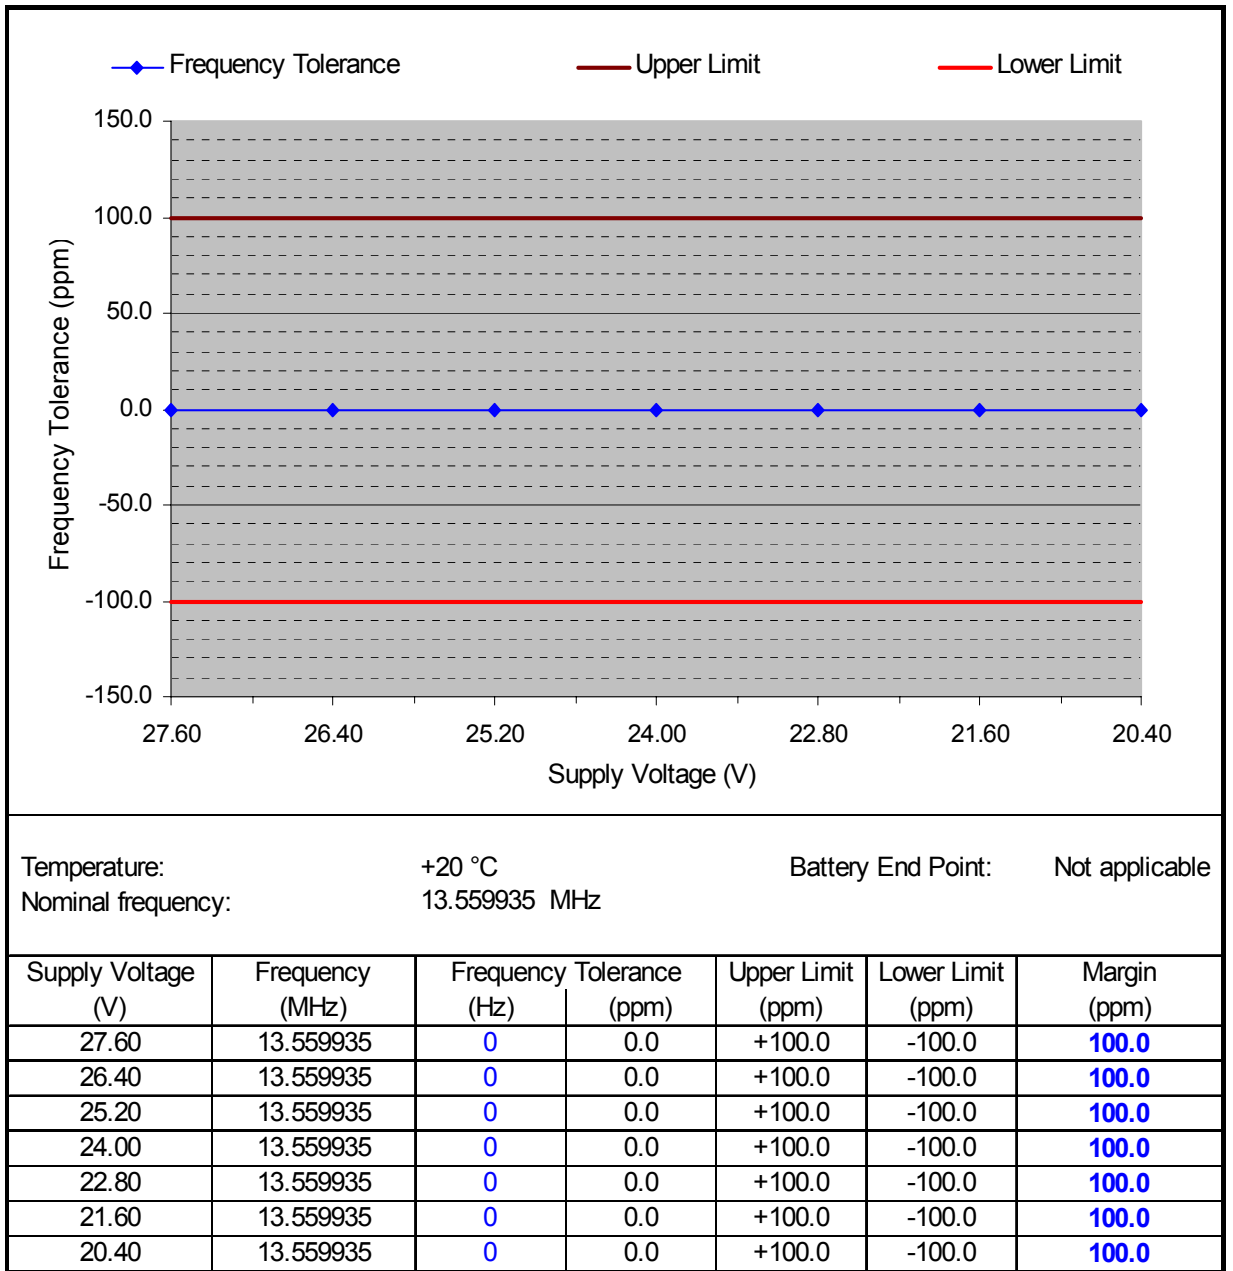 Frequency Tolerance Upper Limit Lower Limit
150.0
100.0
50.0
0.0
-50.0
-100.0
-150.0
Frequency Tolerance (ppm)
27.60 26.40 25.20 24.00 22.80 21.60 20.40
Supply Voltage (V)
Temperature: +20 °C Battery End Point: Not applicable
Nominal frequency: 13.559935 MHz
Supply Voltage Frequency Frequency Tolerance Upper Limit Lower Limit Margin
(V) (MHz) (Hz) (ppm) (ppm) (ppm) (ppm)
27.60 13.559935 0 0.0 +100.0 -100.0 100.0
26.40 13.559935 0 0.0 +100.0 -100.0 100.0
25.20 13.559935 0 0.0 +100.0 -100.0 100.0
24.00 13.559935 0 0.0 +100.0 -100.0 100.0
22.80 13.559935 0 0.0 +100.0 -100.0 100.0
21.60 13.559935 0 0.0 +100.0 -100.0 100.0
20.40 13.559935 0 0.0 +100.0 -100.0 100.0